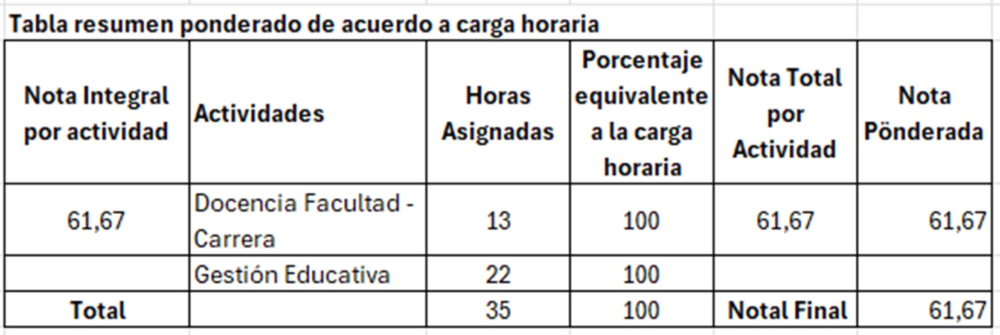 Tabla resumen ponderado de acuerdo a carga horaria
Nota Integral
por actividad
Actividades
Horas
Asignadas
Porcentaje
equivalente
a la carga
horaria
Nota Total
por
Actividad
Nota
Pönderada
61,67
Docencia Facultad -
Carrera
13
100
61,67
61,67
Gestión Educativa
22
100
Total
35
100
Notal Final
61,67